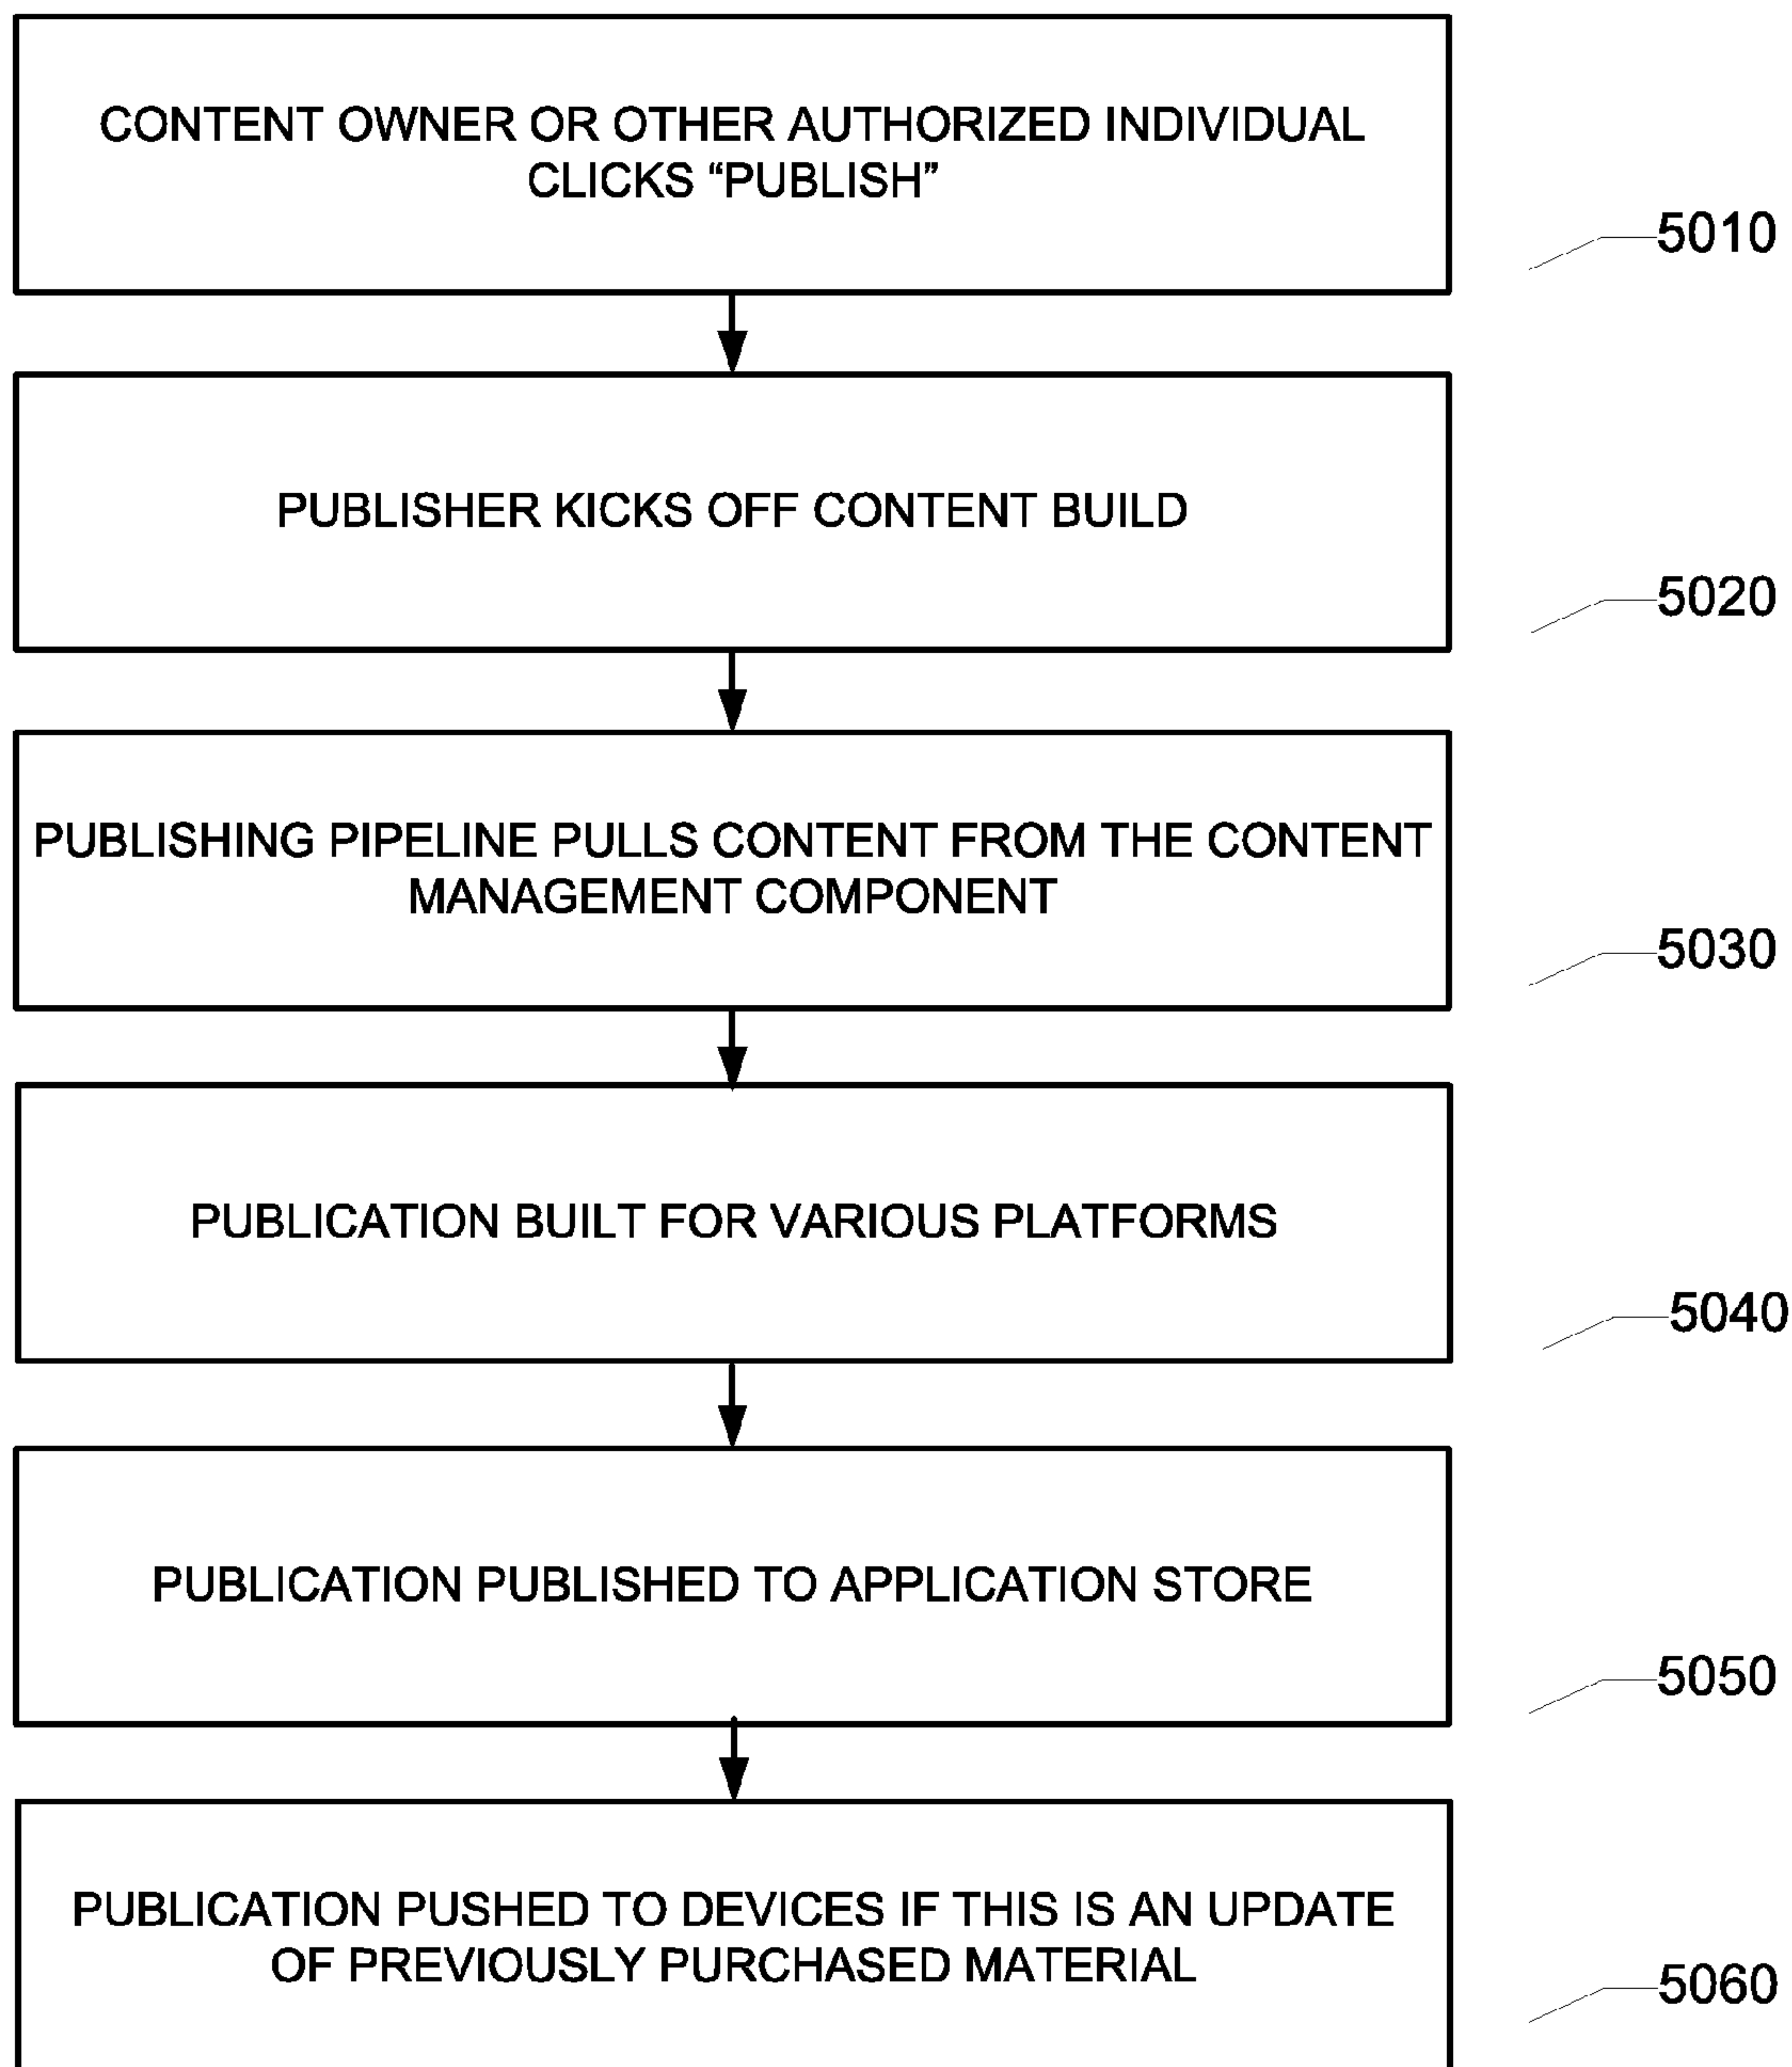 CONTENT OWNER OR OTHER AUTHORIZED INDIVIDUAL
CLICKS “PUBLISH”
5010
PUBLISHER KICKS OFF CONTENT BUILD
5020
PUBLISHING PIPELINE PULLS CONTENT FROM THE CONTENT
MANAGEMENT COMPONENT
5030
PUBLICATION BUILT FOR VARIOUS PLATFORMS
5040
PUBLICATION PUBLISHED TO APPLICATION STORE
5050
PUBLICATION PUSHED TO DEVICES IF THIS IS AN UPDATE
OF PREVIOUSLY PURCHASED MATERIAL
5060